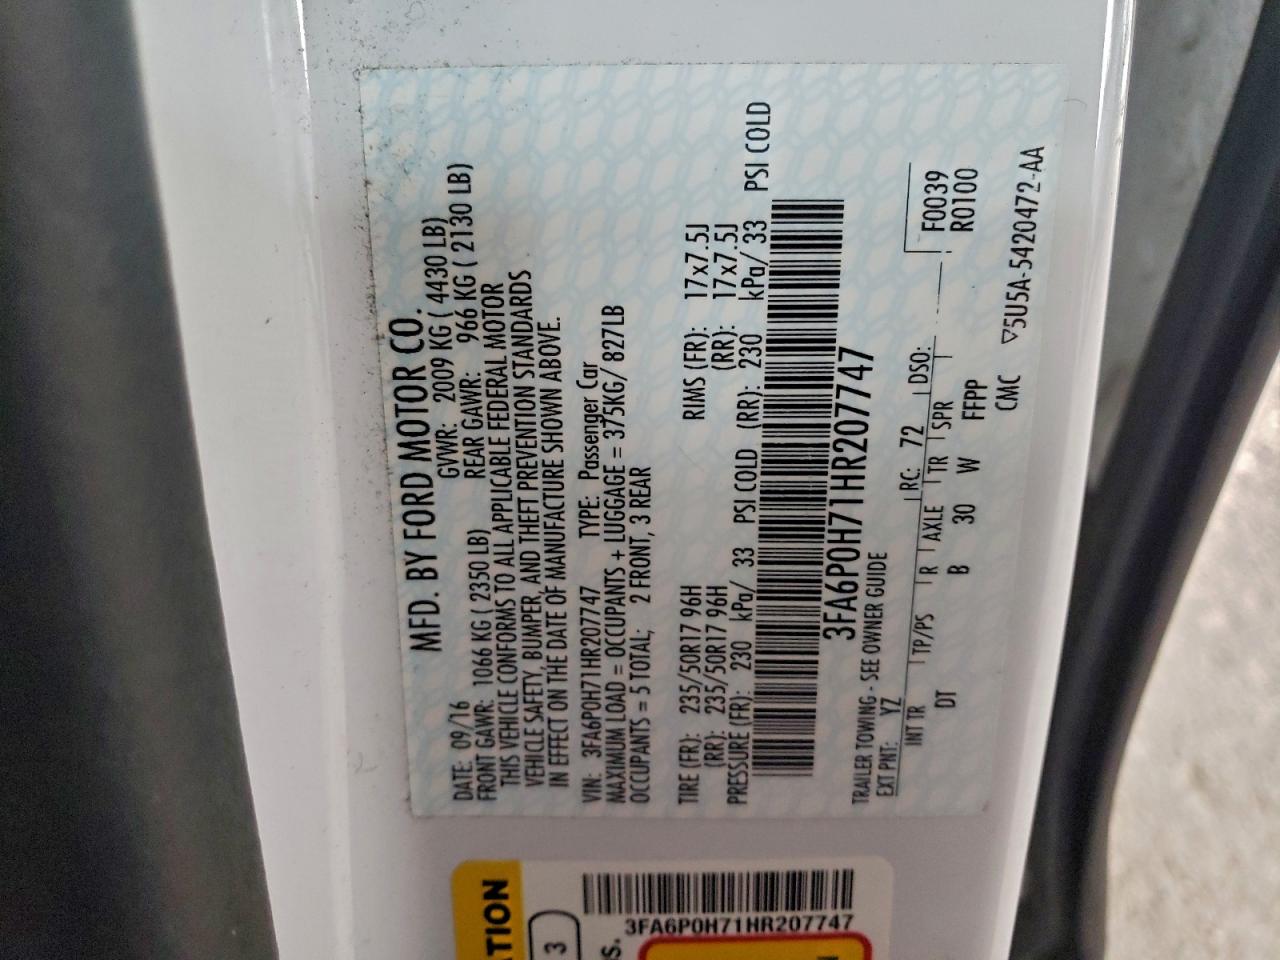 MFD. BY FORD MOTOR CO.
DATE: 09/16 GVWR: 2009 KG ( 4430 LB)
FRONT GAWR: 1066 KG ( 2350 LB) REAR GAWR: 966 KG ( 2130 LB)
THIS VEHICLE CONFORMS TO ALL APPLICABLE FEDERAL MOTOR
VEHICLE SAFETY, BUMPER, AND THEFT PREVENTION STANDARDS
IN EFFECT ON THE DATE OF MANUFACTURE SHOWN ABOVE.
VIN: 3FA6P0H71HR207747 TYPE: Passenger Car
MAXIMUM LOAD = OCCUPANTS + LUGGAGE = 375KG/ 827LB
OCCUPANTS = 5 TOTAL; 2 FRONT, 3 REAR
TIRE (FR): 235/50R17 96H RIMS (FR): 17x7.5J
(RR): 235/50R17 96H (RR): 17x7.5J
PRESSURE (FR): 230 kPa/ 33 PSI COLD (RR): 230 kPa/ 33 PSI COLD
3FA6P0H71HR207747
TRAILER TOWING - SEE OWNER GUIDE
EXT PNT: YZ RC: 72 DSO: F0039
INT TR TP/PS R AXLE TR SPR R0100
DT B 30 W FFPP
CMC ▽5U5A-5420472-AA
TION
3
3FA6P0H71HR207747